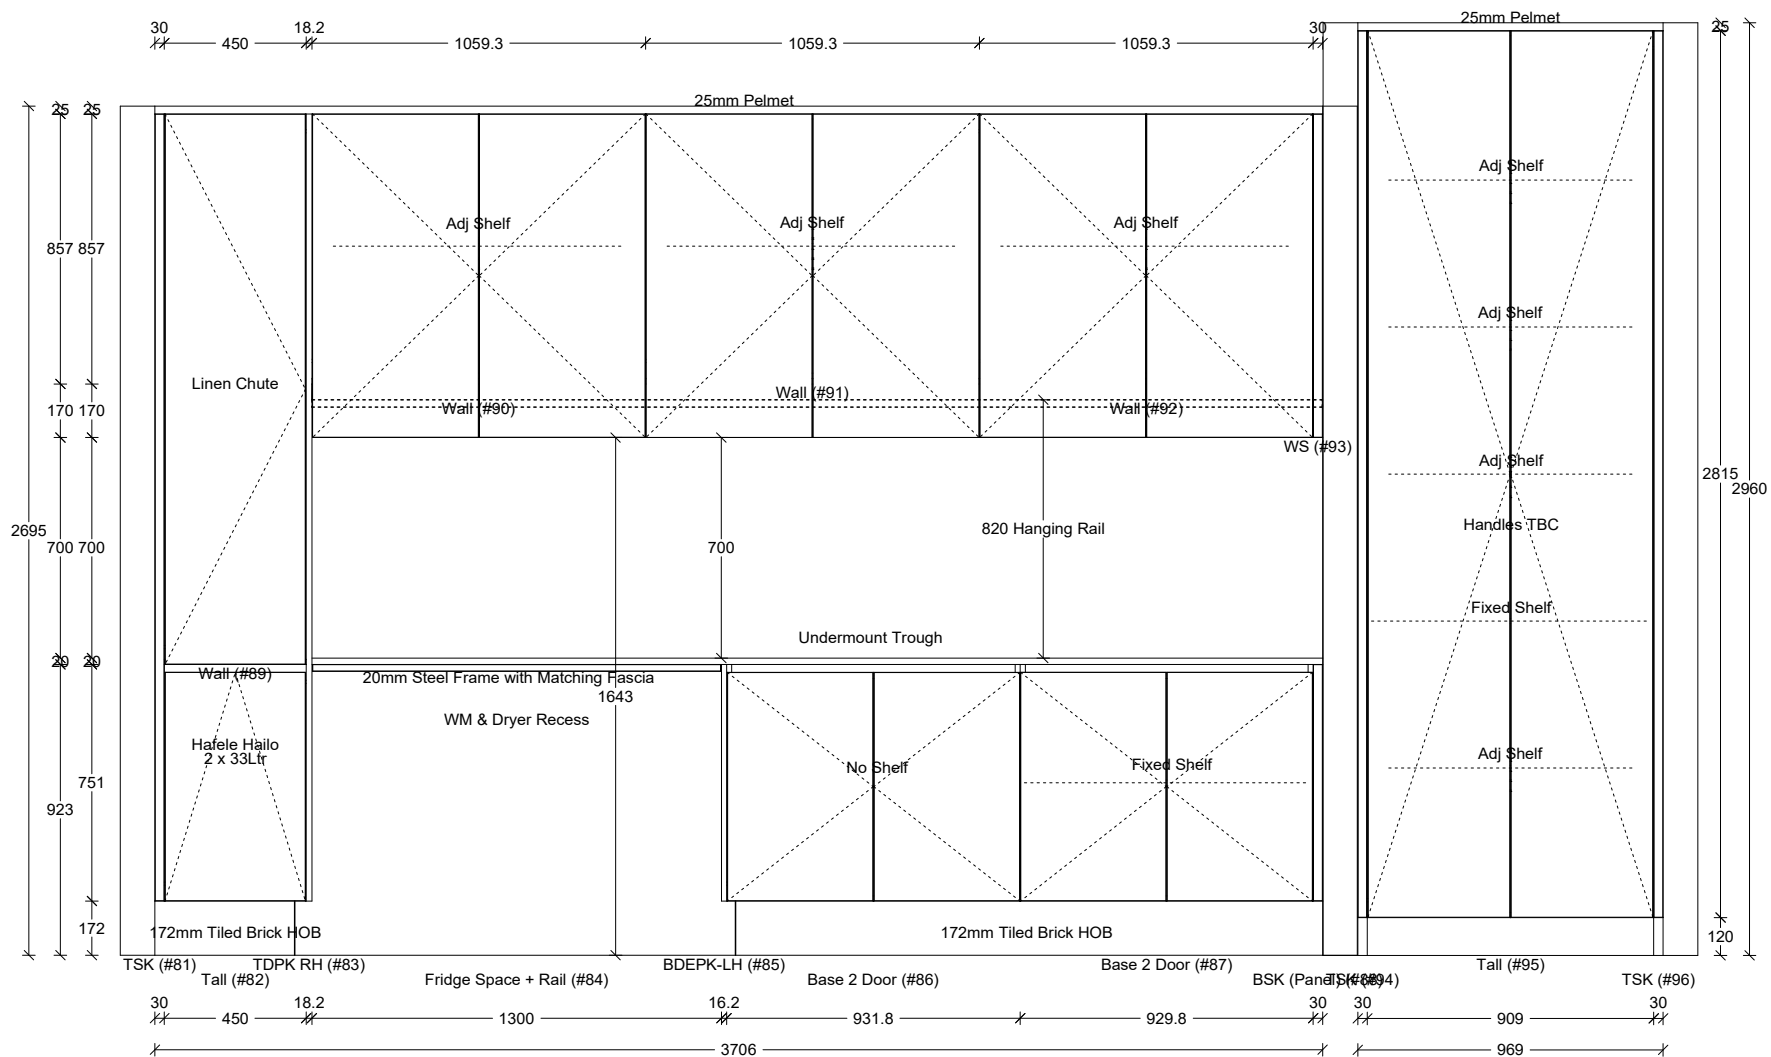 25mm Pelmet
30 18.2 30 25
450 1059.3 1059.3 1059.3
25mm Pelmet
25 25
Adj Shelf
Adj Shelf Adj Shelf Adj Shelf
857 857
Adj Shelf
Linen Chute
Wall (#91)
170 170 Wall (#90) Wall (#92)
WS (#93)
Adj Shelf
2815
2960
Handles TBC
2695 820 Hanging Rail
700 700 700
Fixed Shelf
Undermount Trough
20 20
Wall (#89) 20mm Steel Frame with Matching Fascia
1643
WM & Dryer Recess
Hafele Hailo
2 x 33Ltr
Adj Shelf
No Shelf Fixed Shelf
751
923
172 172mm Tiled Brick HOB 172mm Tiled Brick HOB 120
TSK (#81) TDPK RH (#83) BDEPK-LH (#85) Base 2 Door (#87) Tall (#95)
Tall (#82) Fridge Space + Rail (#84) Base 2 Door (#86) BSK (Panel) (#88) TSK (#94) TSK (#96)
30 18.2 16.2 30 30 30
450 1300 931.8 929.8 909
3706 969